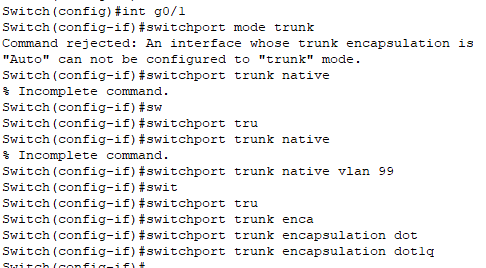 Switch(config)#int g0/1
Switch(config-if)#switchport mode trunk
Command rejected: An interface whose trunk encapsulation is
"Auto" can not be configured to "trunk" mode.
Switch(config-if)#switchport trunk native
% Incomplete command.
Switch(config-if)#sw
Switch(config-if)#switchport tru
Switch(config-if)#switchport trunk native
% Incomplete command.
Switch(config-if)#switchport trunk native vlan 99
Switch(config-if)#swit
Switch(config-if)#switchport tru
Switch(config-if)#switchport trunk enca
Switch(config-if)#switchport trunk encapsulation dot
Switch(config-if)#switchport trunk encapsulation dot1q
Switch(config-if)#